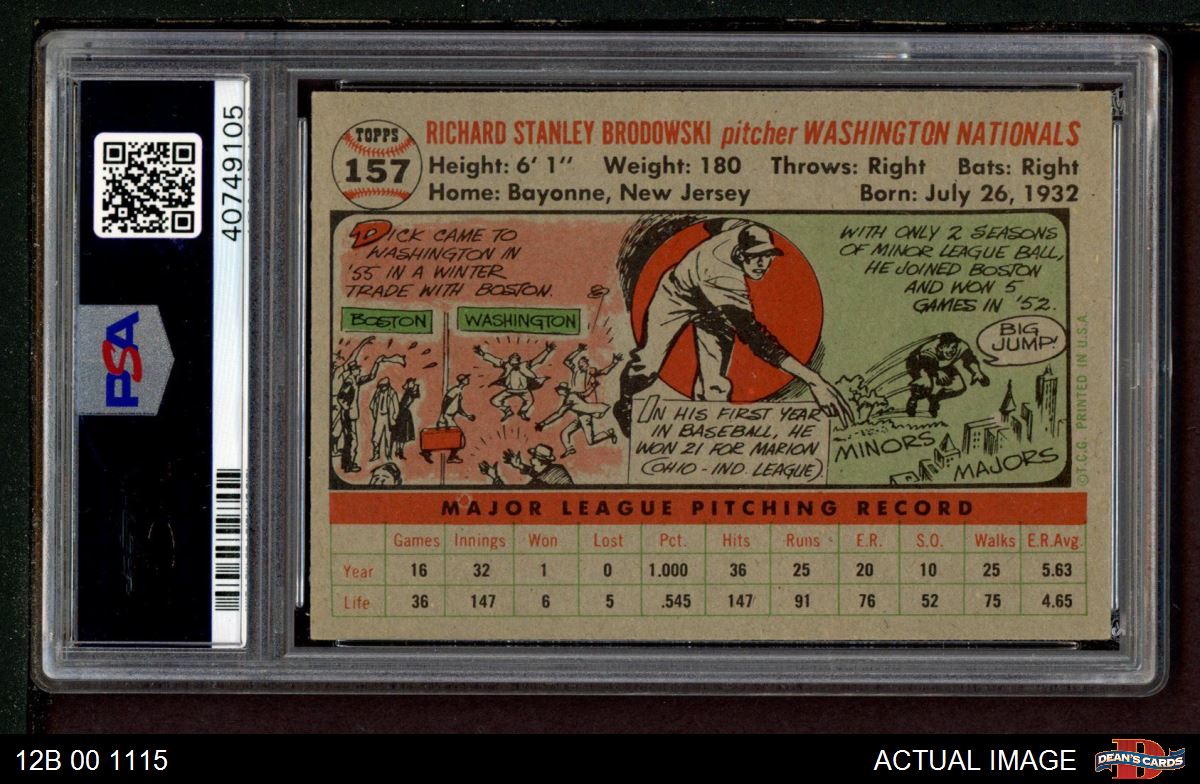 40749105
PSA
TOPPS
157
RICHARD STANLEY BRODOWSKI pitcher WASHINGTON NATIONALS
Height: 6' 1" Weight: 180 Throws: Right Bats: Right
Home: Bayonne, New Jersey Born: July 26, 1932
DICK CAME TO
WASHINGTON IN
'55 IN A WINTER
TRADE WITH BOSTON.
BOSTON
WASHINGTON
IN HIS FIRST YEAR
IN BASEBALL, HE
WON 21 FOR MARION
(OHIO - IND. LEAGUE).
WITH ONLY 2 SEASONS
OF MINOR LEAGUE BALL,
HE JOINED BOSTON
AND WON 5
GAMES IN '52.
BIG
JUMP!
MINORS
MAJORS
©T.C.G. PRINTED IN U.S.A.
MAJOR LEAGUE PITCHING RECORD
Games Innings Won Lost Pct. Hits Runs E.R. S.O. Walks E.R.Avg.
Year 16 32 1 0 1.000 36 25 20 10 25 5.63
Life 36 147 6 5 .545 147 91 76 52 75 4.65
12B 00 1115
ACTUAL IMAGE
D
DEAN'S CARDS